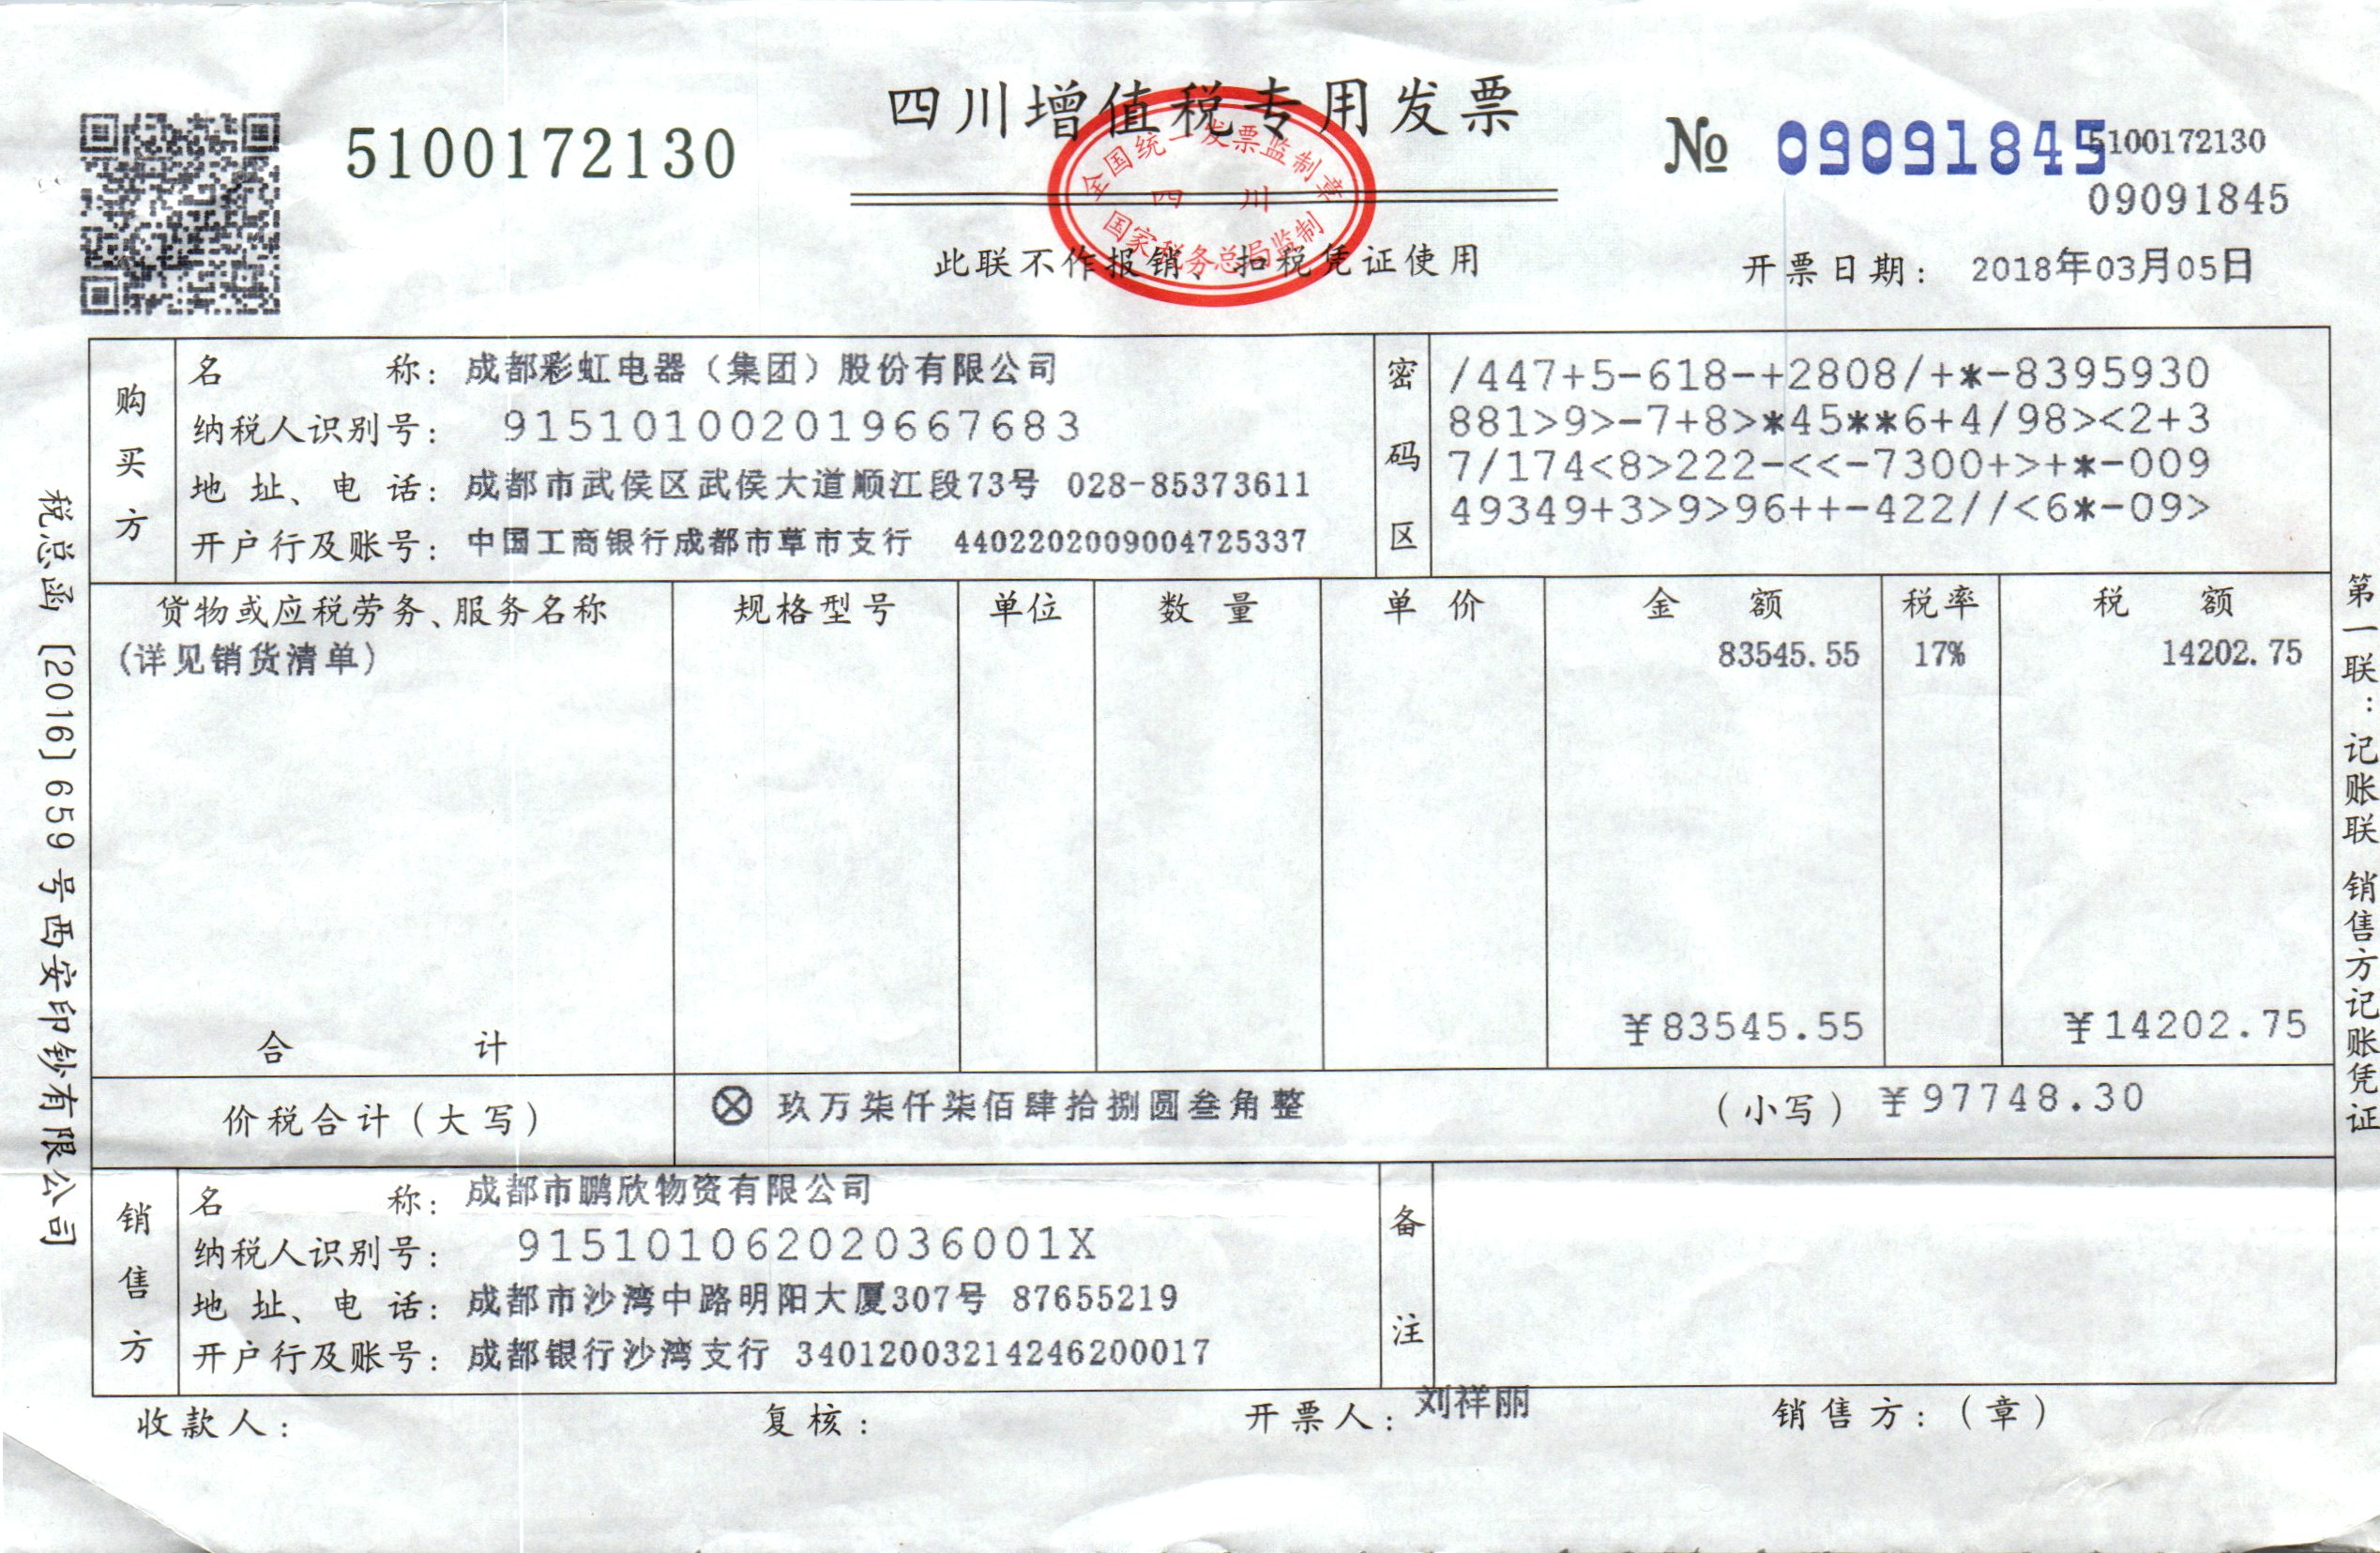 四川增值税专用发票
5100172130
№ 09091845
5100172130
09091845
全国统一发票监制章
四 川
国家税务总局监制
此联不作报销、扣税凭证使用
开票日期： 2018年03月05日
购买方
名 称： 成都彩虹电器（集团）股份有限公司
纳税人识别号： 915101002019667683
地 址、电 话： 成都市武侯区武侯大道顺江段73号 028-85373611
开户行及账号： 中国工商银行成都市草市支行 4402202009004725337
密码区
/447+5-618-+2808/+*-8395930
881>9>-7+8>*45**6+4/98><2+3
7/174<8>222-<<-7300+>+*-009
49349+3>9>96++-422//<6*-09>
货物或应税劳务、服务名称 规格型号 单位 数 量 单 价 金 额 税率 税 额
(详见销货清单) 83545.55 17% 14202.75
合 计 ￥83545.55 ￥14202.75
价税合计（大写） ⊗ 玖万柒仟柒佰肆拾捌圆叁角整 （小写） ￥97748.30
销售方
名 称： 成都市鹏欣物资有限公司
纳税人识别号： 91510106202036001X
地 址、电 话： 成都市沙湾中路明阳大厦307号 87655219
开户行及账号： 成都银行沙湾支行 34012003214246200017
备注
收款人： 复核： 开票人： 刘祥丽 销售方：（章）
税总函〔2016〕659号西安印钞有限公司
第一联：记账联 销售方记账凭证